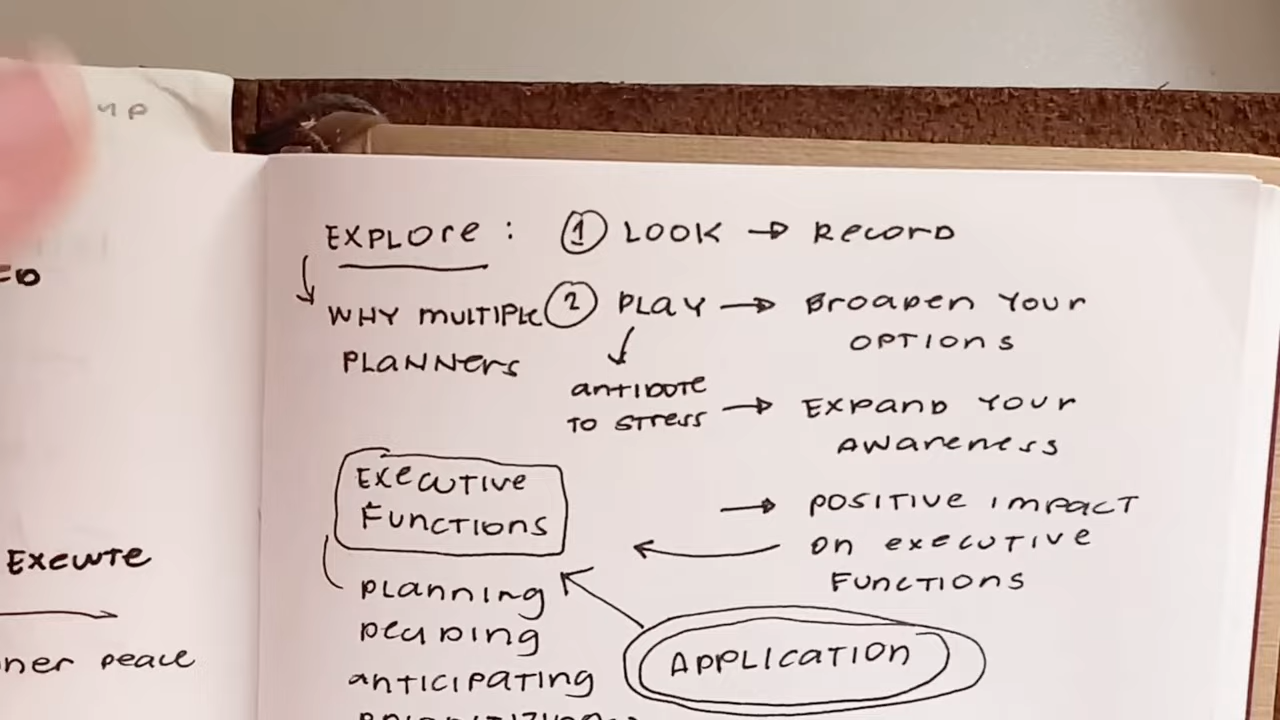 EXPLORE : ① LOOK → RECORD
↓
WHY MULTIPLE ② PLAY → BROADEN YOUR
PLANNERS
OPTIONS
↓
ANTIDOTE
TO STRESS → EXPAND YOUR
AWARENESS
EXECUTIVE
FUNCTIONS
→ POSITIVE IMPACT
ON EXECUTIVE
FUNCTIONS
PLANNING
DECIDING
ANTICIPATING
APPLICATION
EXECUTE
PEACE